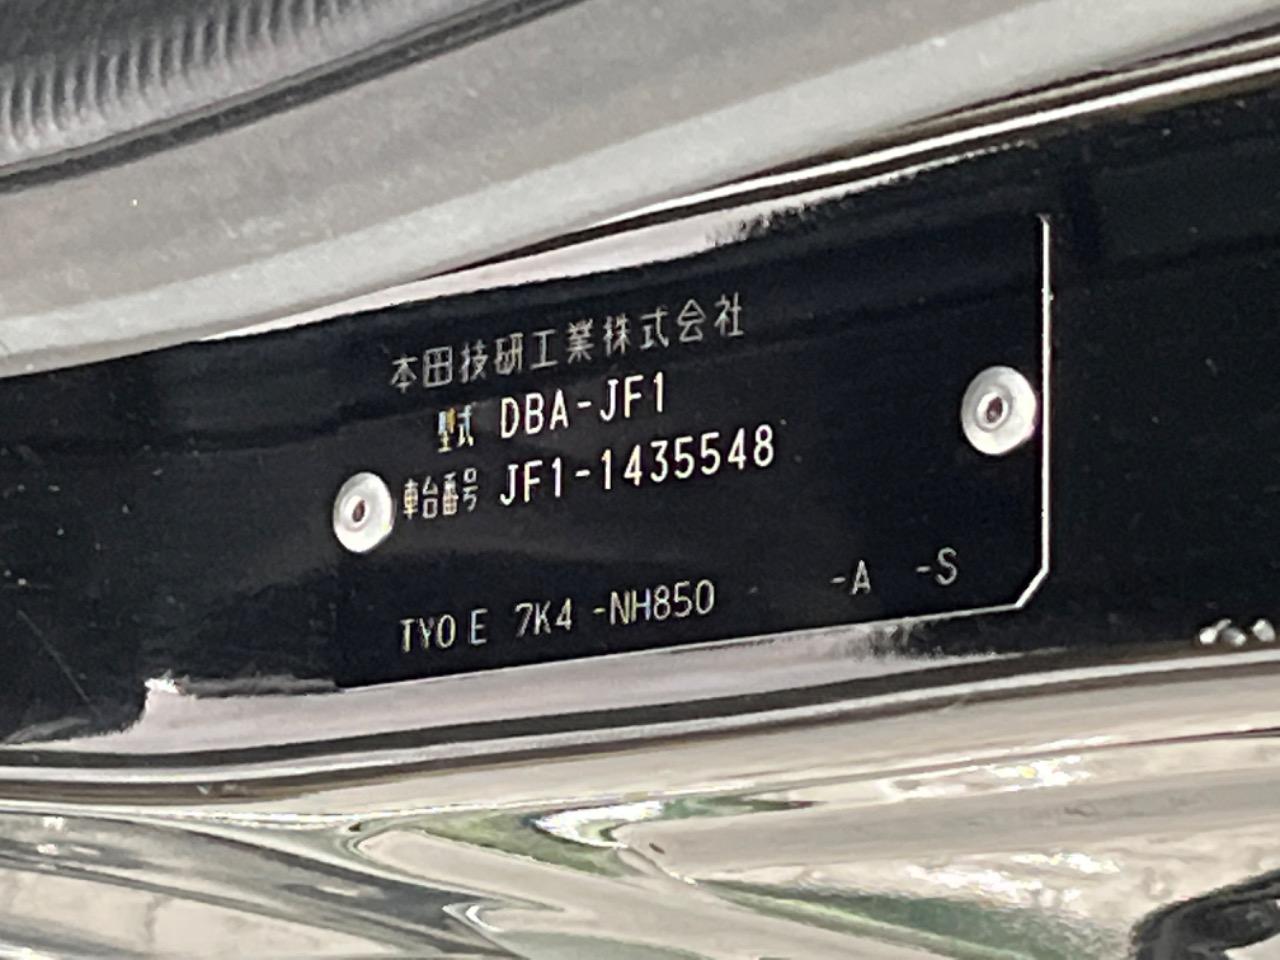 本田技研工業株式会社
型式 DBA-JF1
車台番号 JF1-1435548
TY0 E 7K4 -NH850 -A -S